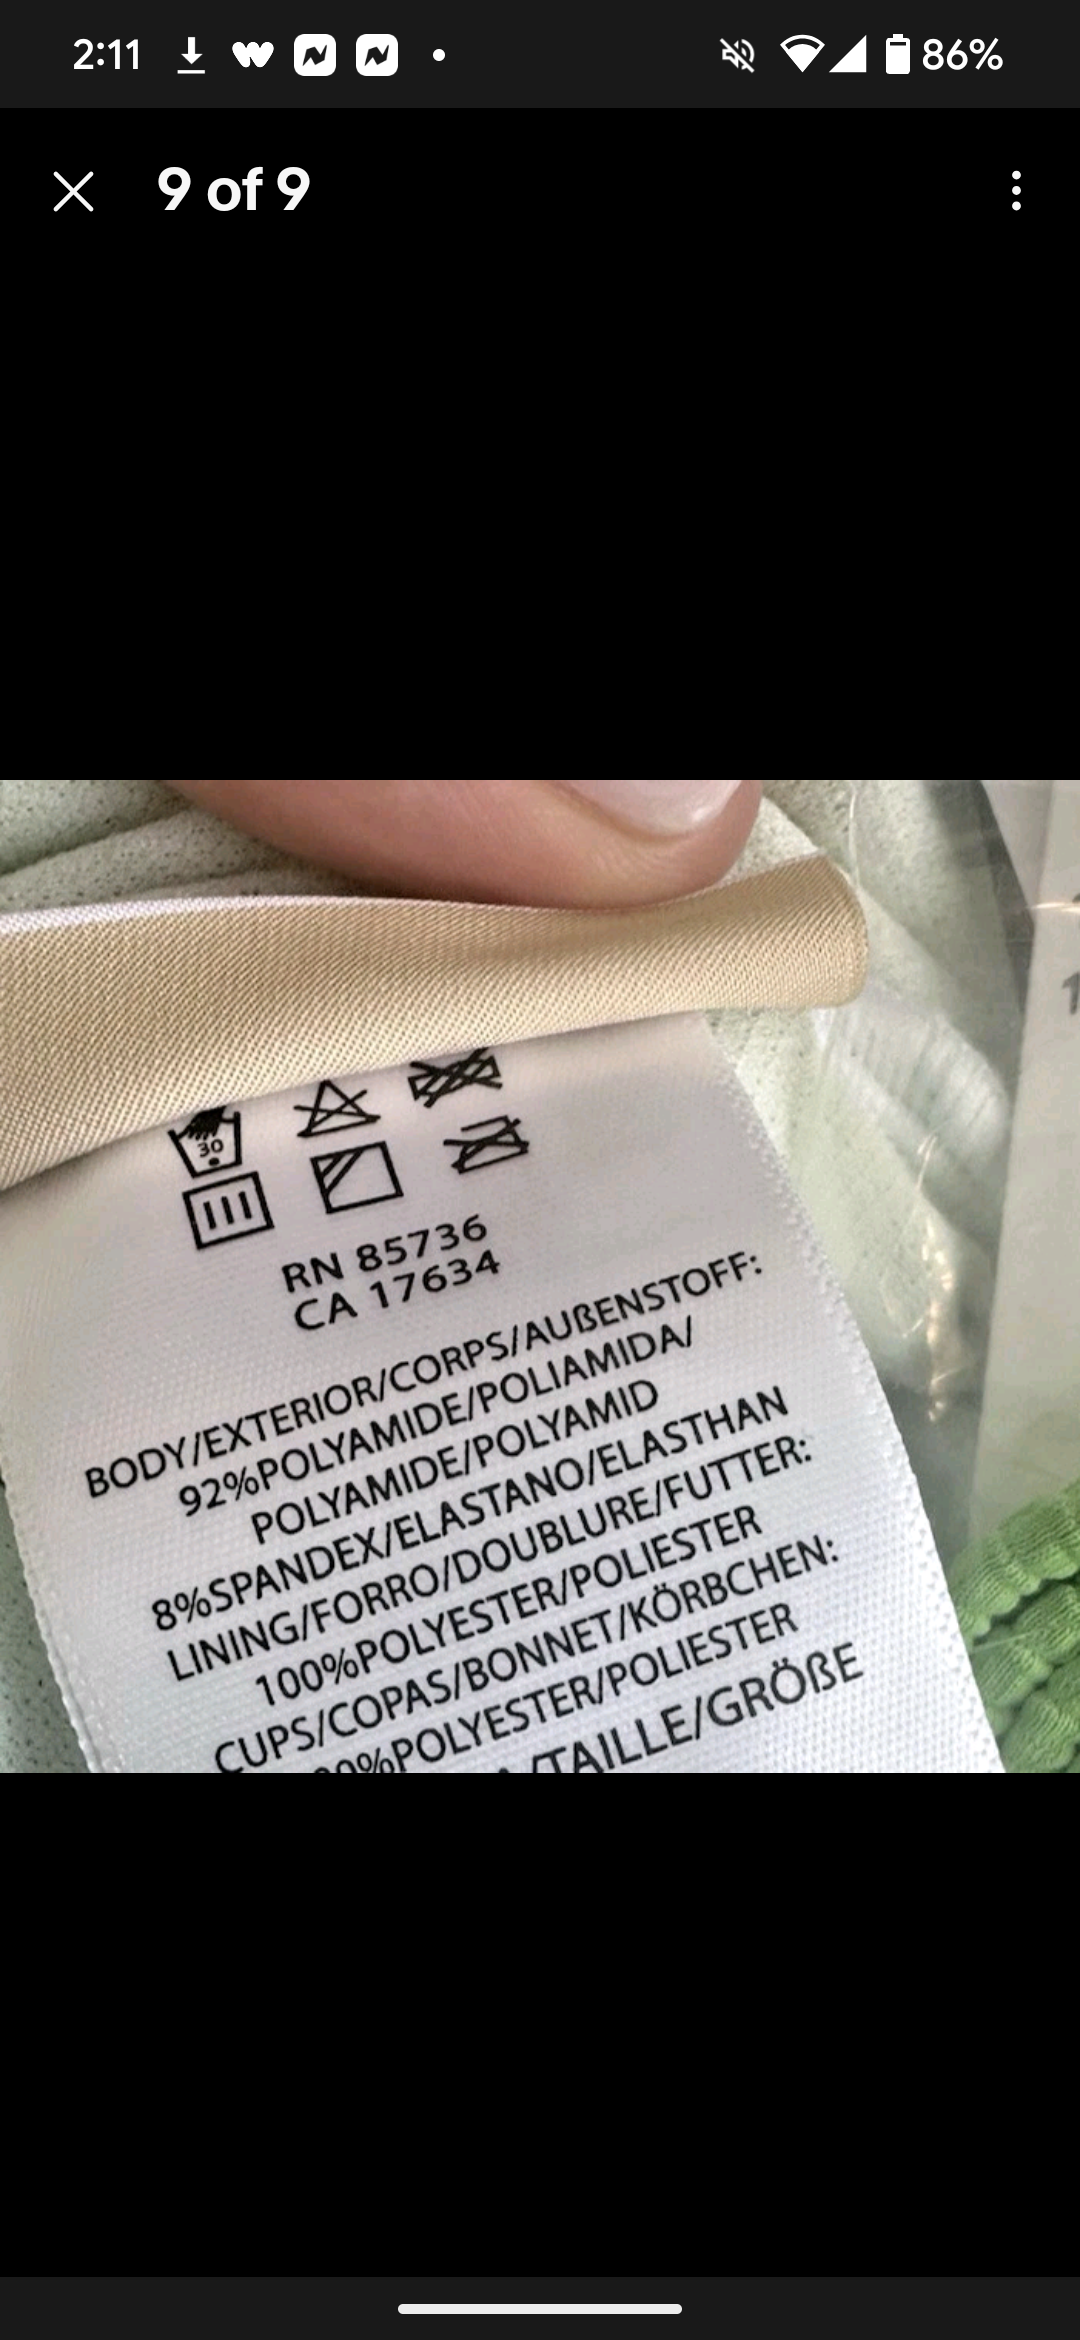 2:11 86%
9 of 9
30
RN 85736
CA 17634
BODY/EXTERIOR/CORPS/AUßENSTOFF:
92%POLYAMIDE/POLIAMIDA/
POLYAMIDE/POLYAMID
8%SPANDEX/ELASTANO/ELASTHAN
LINING/FORRO/DOUBLURE/FUTTER:
100%POLYESTER/POLIESTER
CUPS/COPAS/BONNET/KÖRBCHEN:
00%POLYESTER/POLIESTER
/TAILLE/GRÖßE